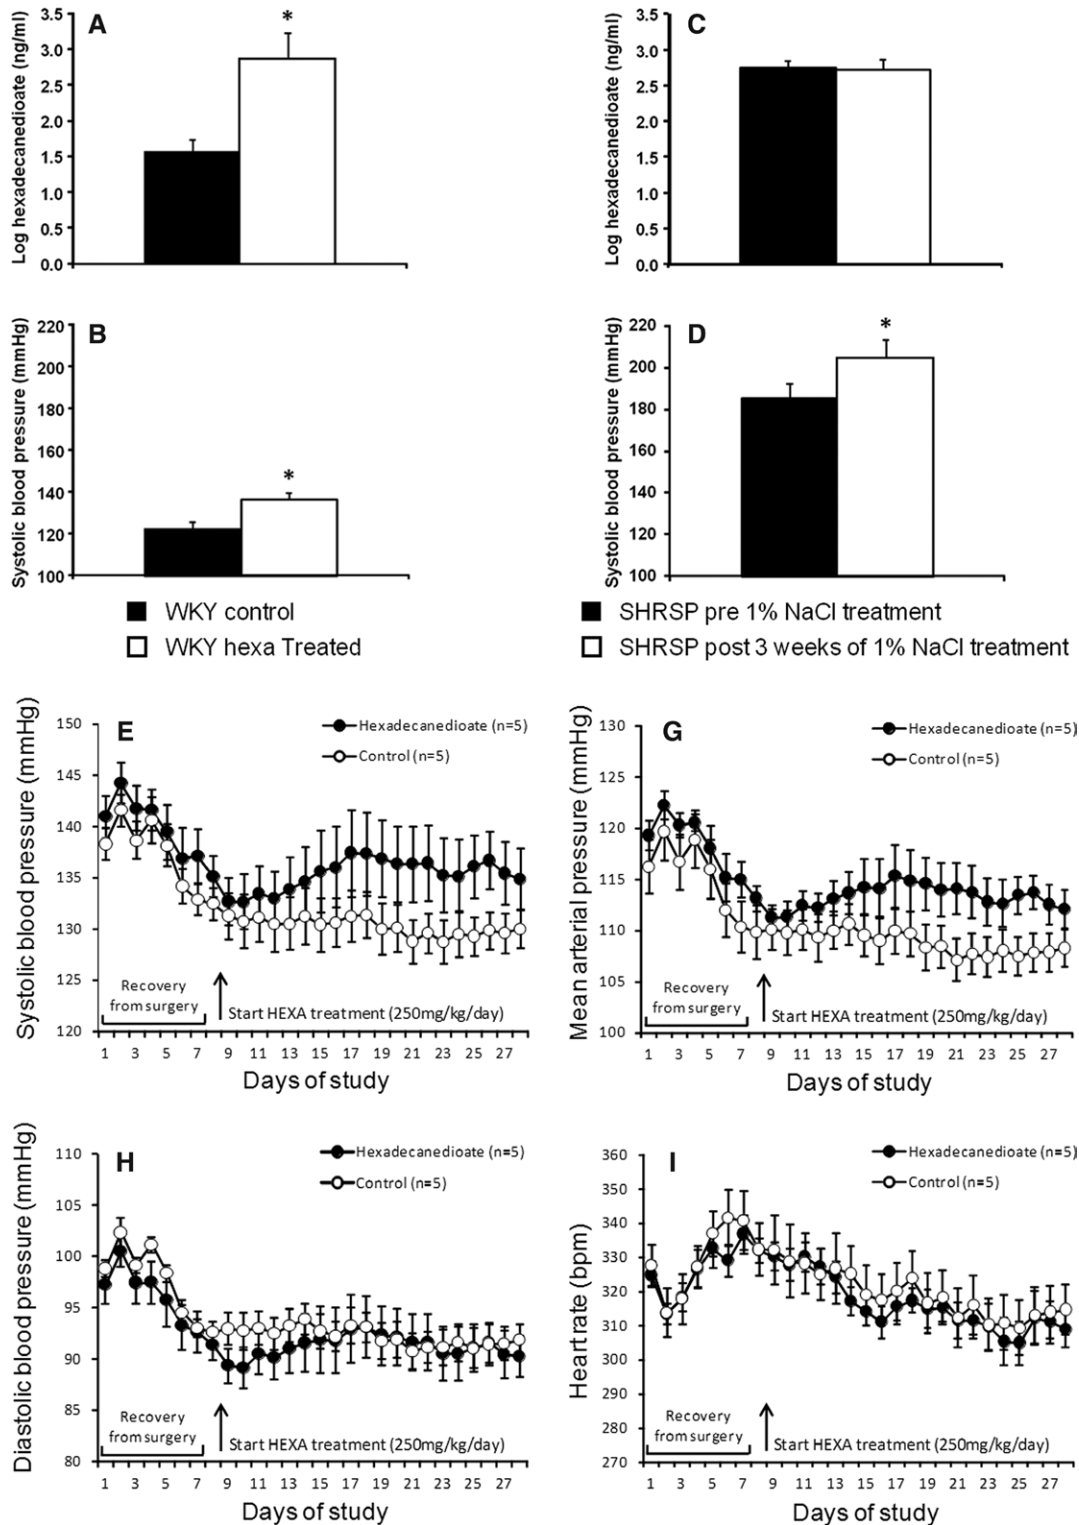 A
Log hexadecanedioate (ng/ml)
3.5
3.0
2.5
2.0
1.5
1.0
0.5
0.0
*
C
Log hexadecanedioate (ng/ml)
3.5
3.0
2.5
2.0
1.5
1.0
0.5
0.0
B
Systolic blood pressure (mmHg)
220
200
180
160
140
120
100
*
D
Systolic blood pressure (mmHg)
220
200
180
160
140
120
100
*
WKY control
WKY hexa Treated
SHRSP pre 1% NaCl treatment
SHRSP post 3 weeks of 1% NaCl treatment
E
Systolic blood pressure (mmHg)
150
145
140
135
130
125
120
Hexadecanedioate (n=5)
Control (n=5)
Recovery
from surgery
Start HEXA treatment (250mg/kg/day)
1 3 5 7 9 11 13 15 17 19 21 23 25 27
Days of study
G
Mean arterial pressure (mmHg)
130
125
120
115
110
105
100
Hexadecanedioate (n=5)
Control (n=5)
Recovery
from surgery
Start HEXA treatment (250mg/kg/day)
1 3 5 7 9 11 13 15 17 19 21 23 25 27
Days of study
H
Diastolic blood pressure (mmHg)
110
105
100
95
90
85
80
Hexadecanedioate (n=5)
Control (n=5)
Recovery
from surgery
Start HEXA treatment (250mg/kg/day)
1 3 5 7 9 11 13 15 17 19 21 23 25 27
Days of study
I
Heart rate (bpm)
360
350
340
330
320
310
300
290
280
270
Hexadecanedioate (n=5)
Control (n=5)
Recovery
from surgery
Start HEXA treatment (250mg/kg/day)
1 3 5 7 9 11 13 15 17 19 21 23 25 27
Days of study